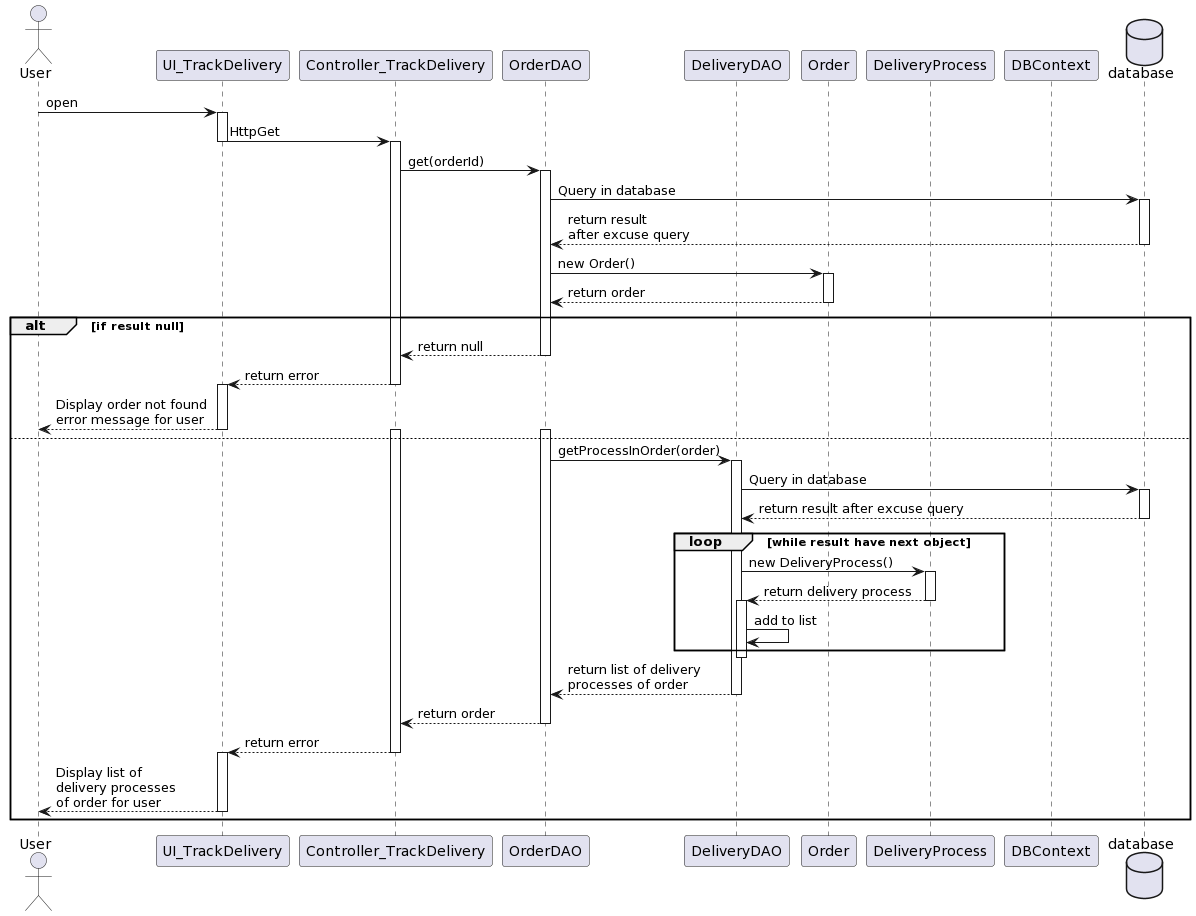 User
UI_TrackDelivery
Controller_TrackDelivery
OrderDAO
DeliveryDAO
Order
DeliveryProcess
DBContext
database
open
HttpGet
get(orderId)
Query in database
return result
after excuse query
new Order()
return order
alt
[if result null]
return null
return error
Display order not found
error message for user
getProcessInOrder(order)
Query in database
return result after excuse query
loop
[while result have next object]
new DeliveryProcess()
return delivery process
add to list
return list of delivery
processes of order
return order
return error
Display list of
delivery processes
of order for user
User
UI_TrackDelivery
Controller_TrackDelivery
OrderDAO
DeliveryDAO
Order
DeliveryProcess
DBContext
database